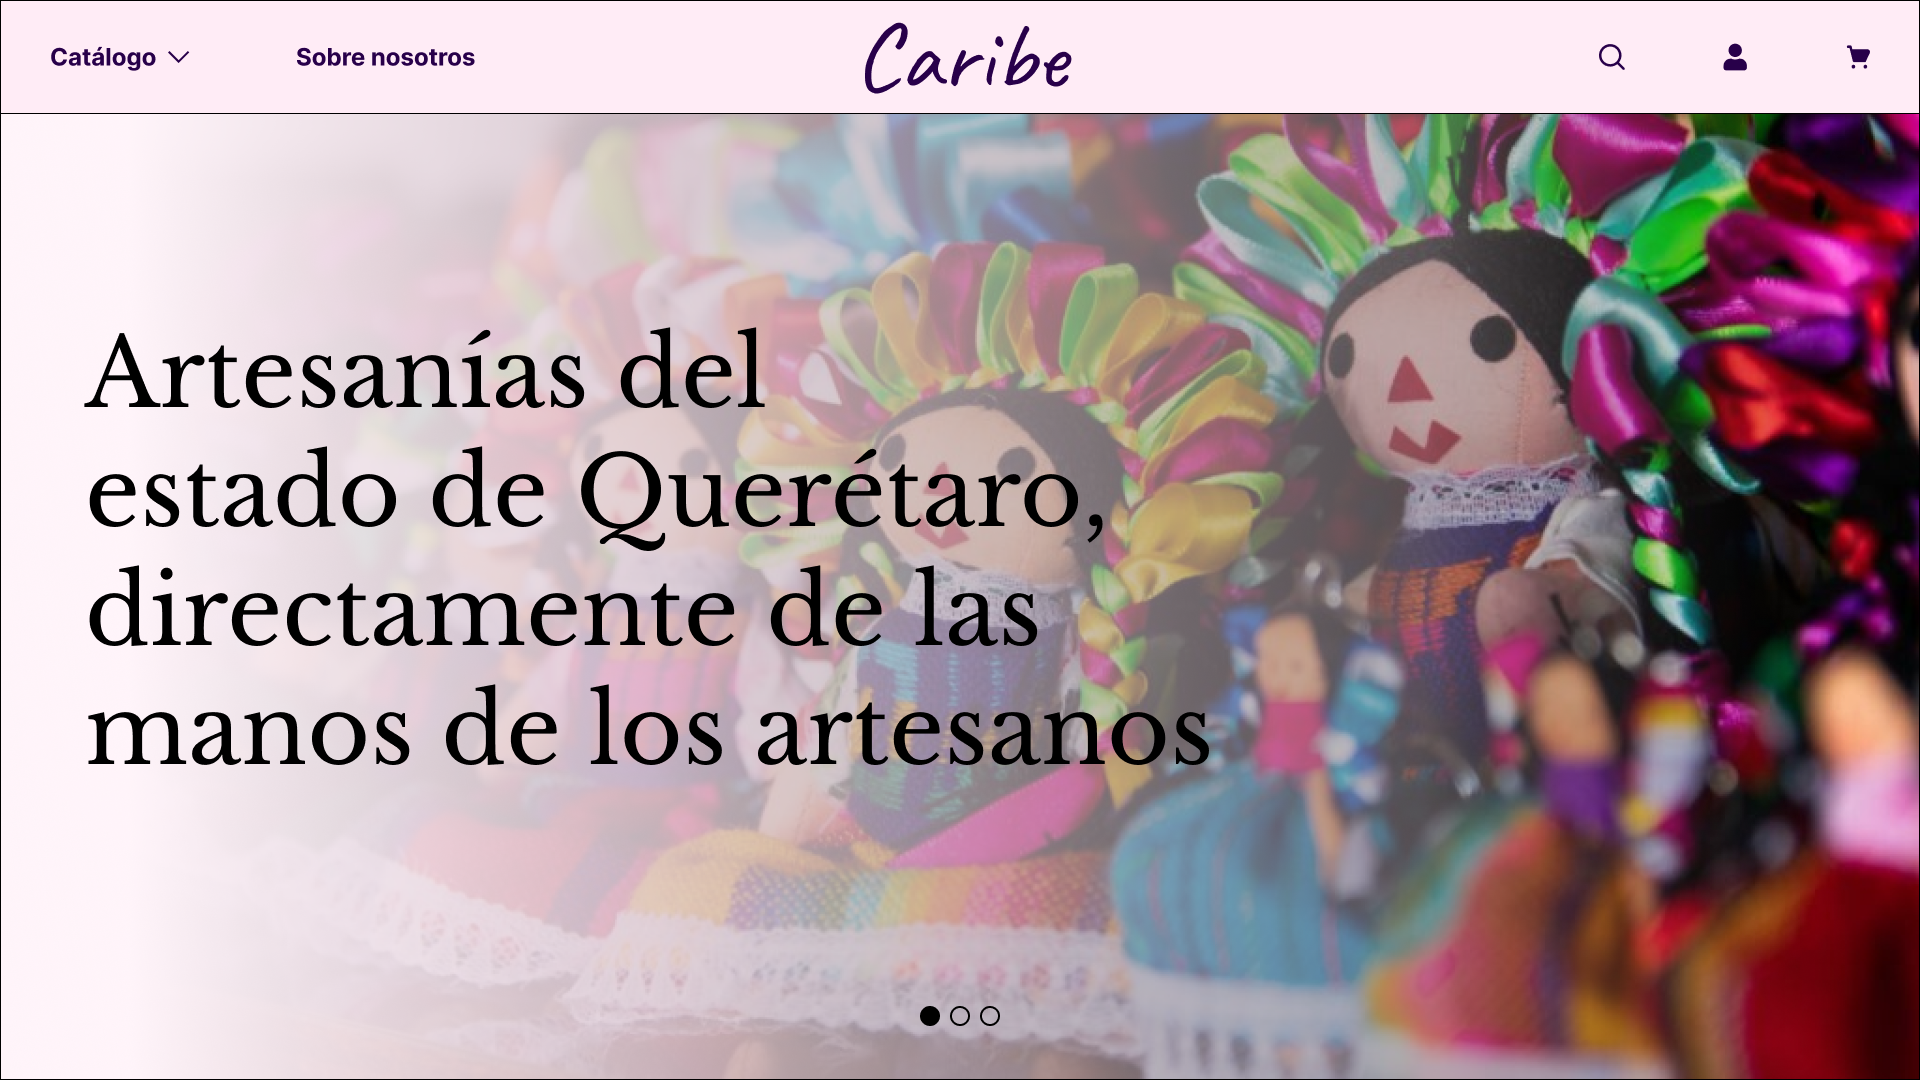 Catálogo
Sobre nosotros
Caribe
Artesanías del
estado de Querétaro,
directamente de las
manos de los artesanos